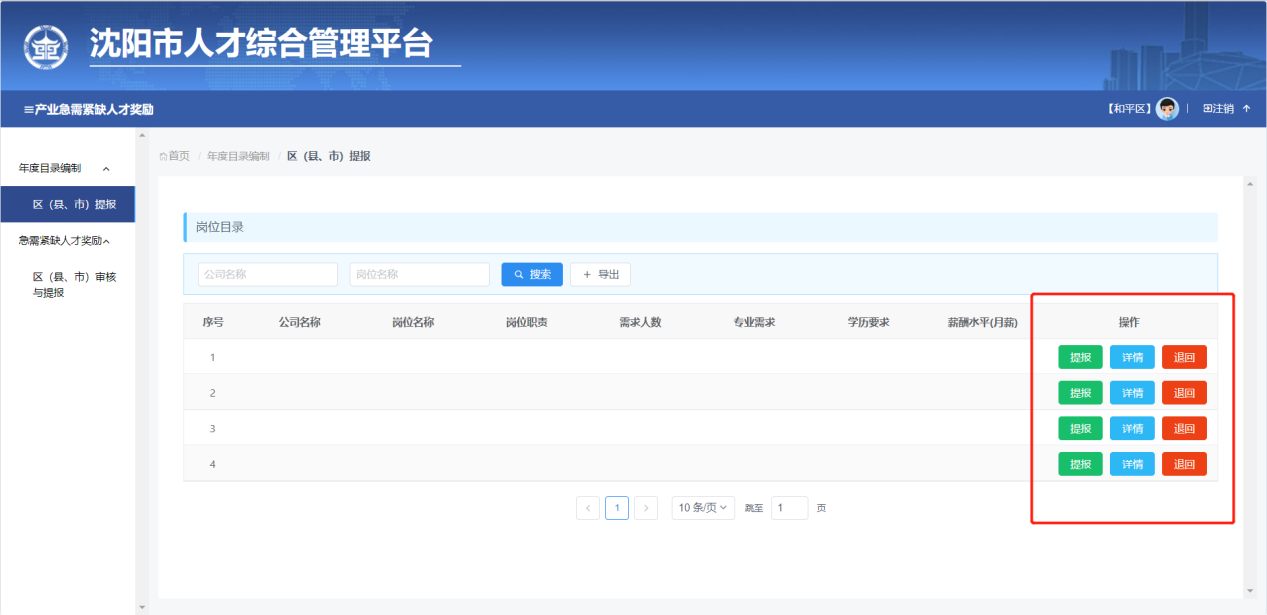 沈阳市人才综合管理平台
产业急需紧缺人才奖励
【和平区】 | 注销
年度目录编制
区（县、市）提报
急需紧缺人才奖励
区（县、市）审核
与提报
首页 / 年度目录编制 / 区（县、市）提报
岗位目录
公司名称 岗位名称 搜索 + 导出
序号 公司名称 岗位名称 岗位职责 需求人数 专业需求 学历要求 薪酬水平(月薪) 操作
1 提报 详情 退回
2 提报 详情 退回
3 提报 详情 退回
4 提报 详情 退回
< 1 > 10 条/页 跳至 1 页